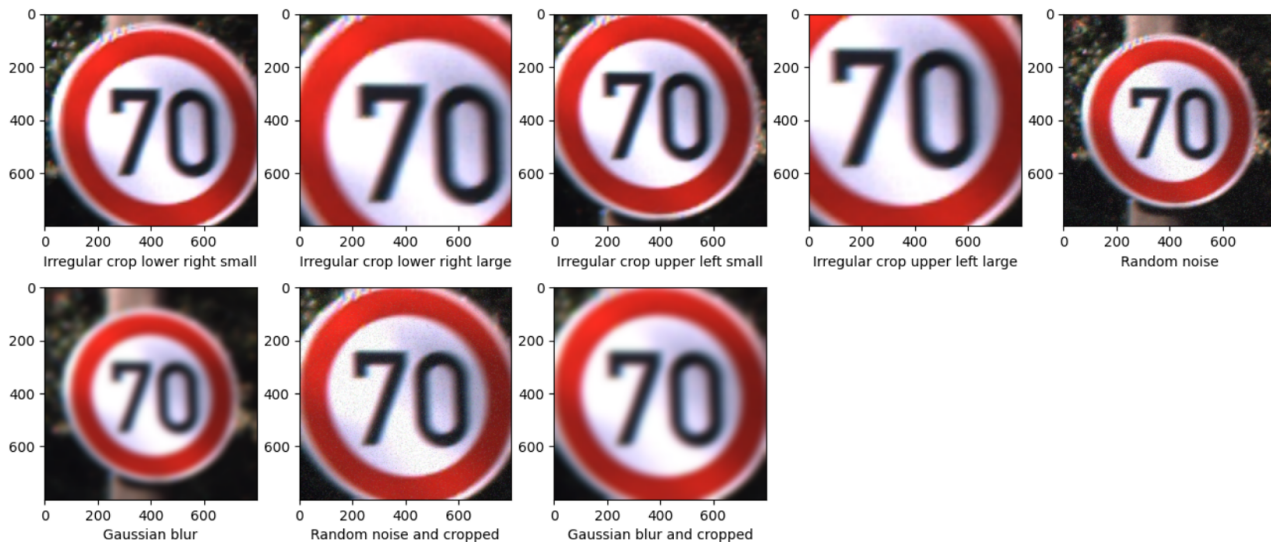 0
200
400
600
70
0 200 400 600
Irregular crop lower right small
0
200
400
600
70
0 200 400 600
Irregular crop lower right large
0
200
400
600
70
0 200 400 600
Irregular crop upper left small
0
200
400
600
70
0 200 400 600
Irregular crop upper left large
0
200
400
600
70
0 200 400 600
Random noise
0
200
400
600
70
0 200 400 600
Gaussian blur
0
200
400
600
70
0 200 400 600
Random noise and cropped
0
200
400
600
70
0 200 400 600
Gaussian blur and cropped